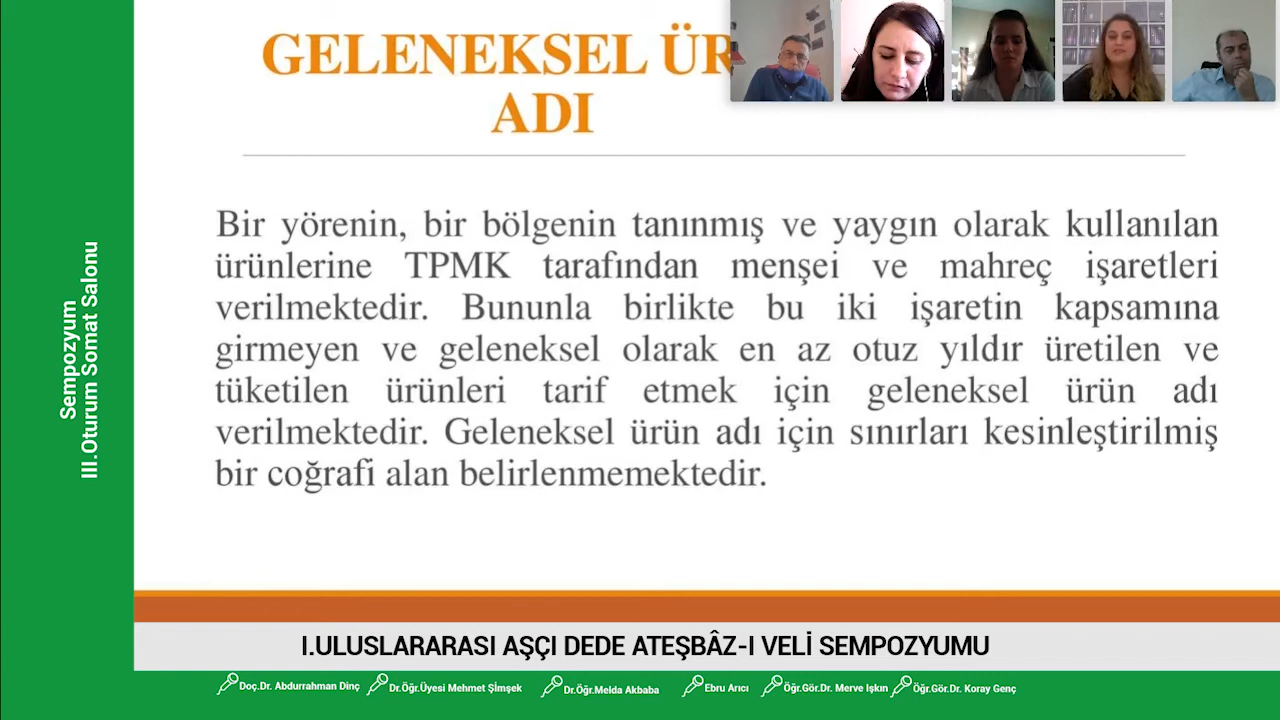 GELENEKSEL ÜR
ADI
Bir yörenin, bir bölgenin tanınmış ve yaygın olarak kullanılan
ürünlerine TPMK tarafından menşei ve mahreç işaretleri
verilmektedir. Bununla birlikte bu iki işaretin kapsamına
girmeyen ve geleneksel olarak en az otuz yıldır üretilen ve
tüketilen ürünleri tarif etmek için geleneksel ürün adı
verilmektedir. Geleneksel ürün adı için sınırları kesinleştirilmiş
bir coğrafi alan belirlenmemektedir.
Sempozyum
III.Oturum Somat Salonu
I.ULUSLARARASI AŞÇI DEDE ATEŞBÂZ-I VELİ SEMPOZYUMU
Doç.Dr. Abdurrahman Dinç Dr.Öğr.Üyesi Mehmet Şİmşek Dr.Öğr.Melda Akbaba Ebru Arıcı Öğr.Gör.Dr. Merve Işkın Öğr.Gör.Dr. Koray Genç